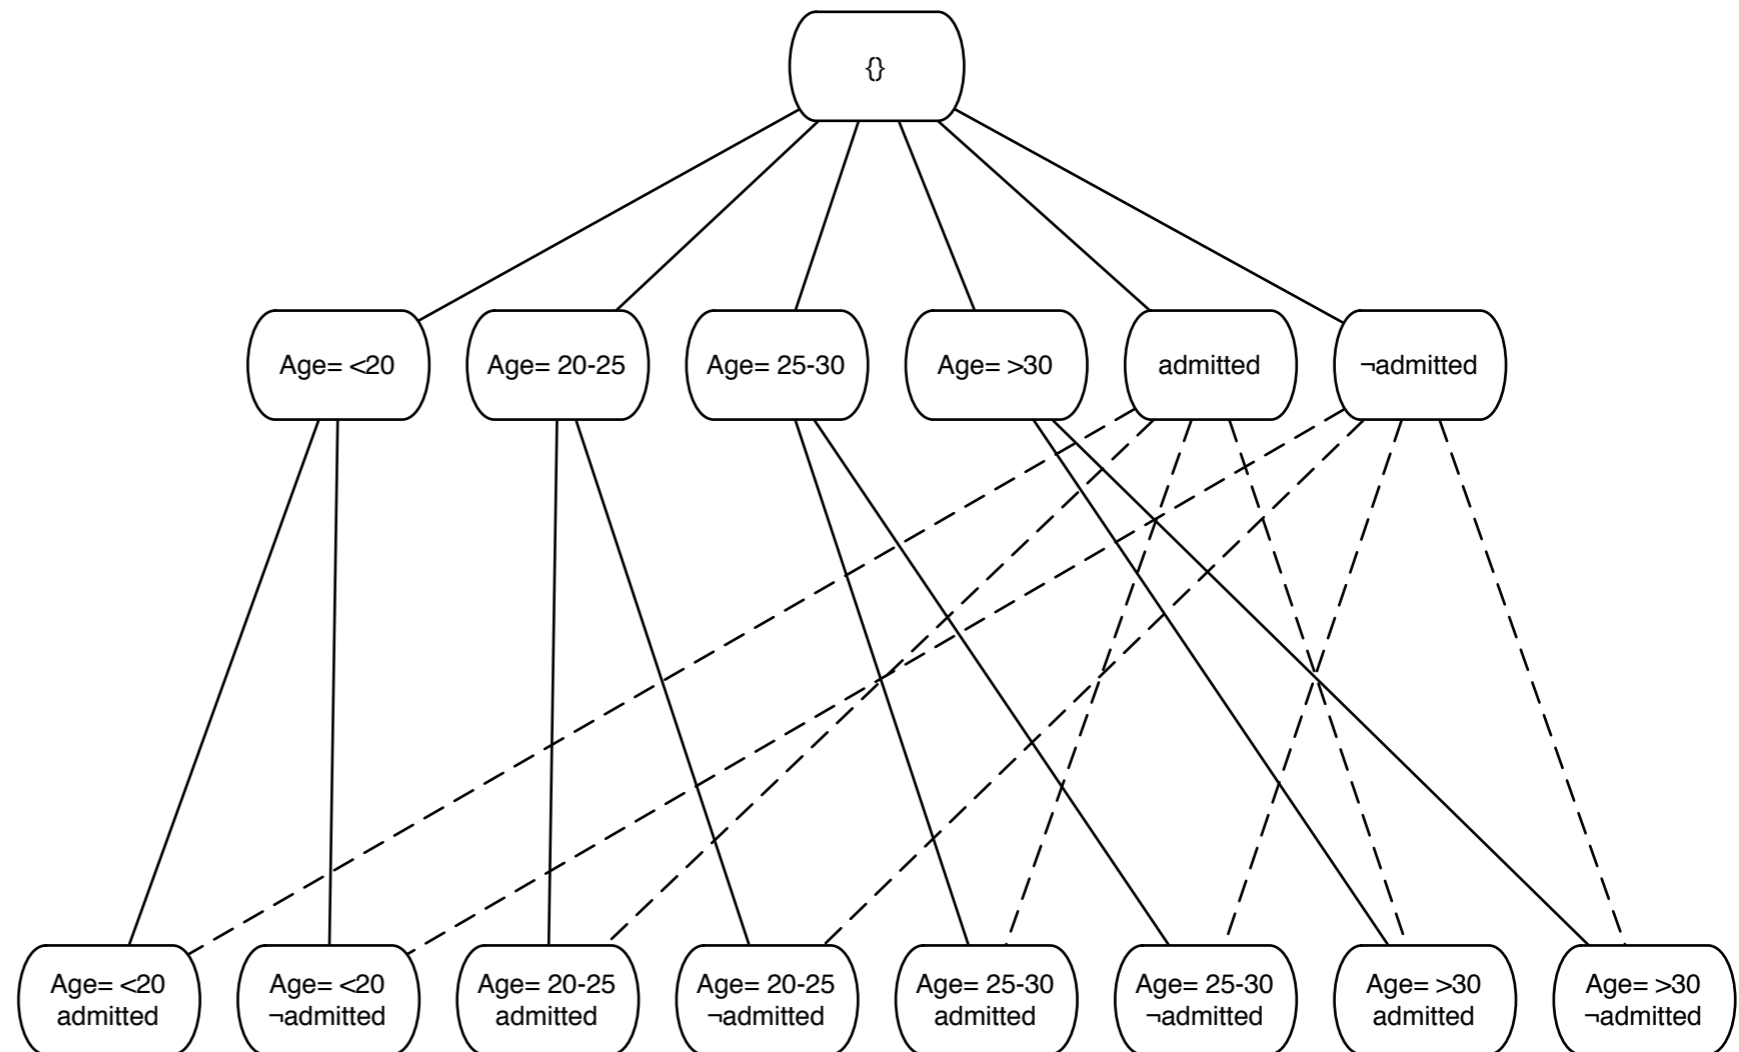 {}
Age= <20
Age= 20-25
Age= 25-30
Age= >30
admitted
¬admitted
Age= <20
admitted
Age= <20
¬admitted
Age= 20-25
admitted
Age= 20-25
¬admitted
Age= 25-30
admitted
Age= 25-30
¬admitted
Age= >30
admitted
Age= >30
¬admitted